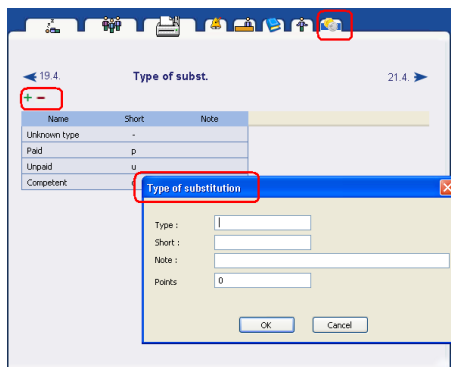 19.4.
Type of subst.
21.4.
Name Short Note
Unknown type -
Paid p
Unpaid u
Competent
Type of substitution
Type :
Short :
Note :
Points 0
OK Cancel